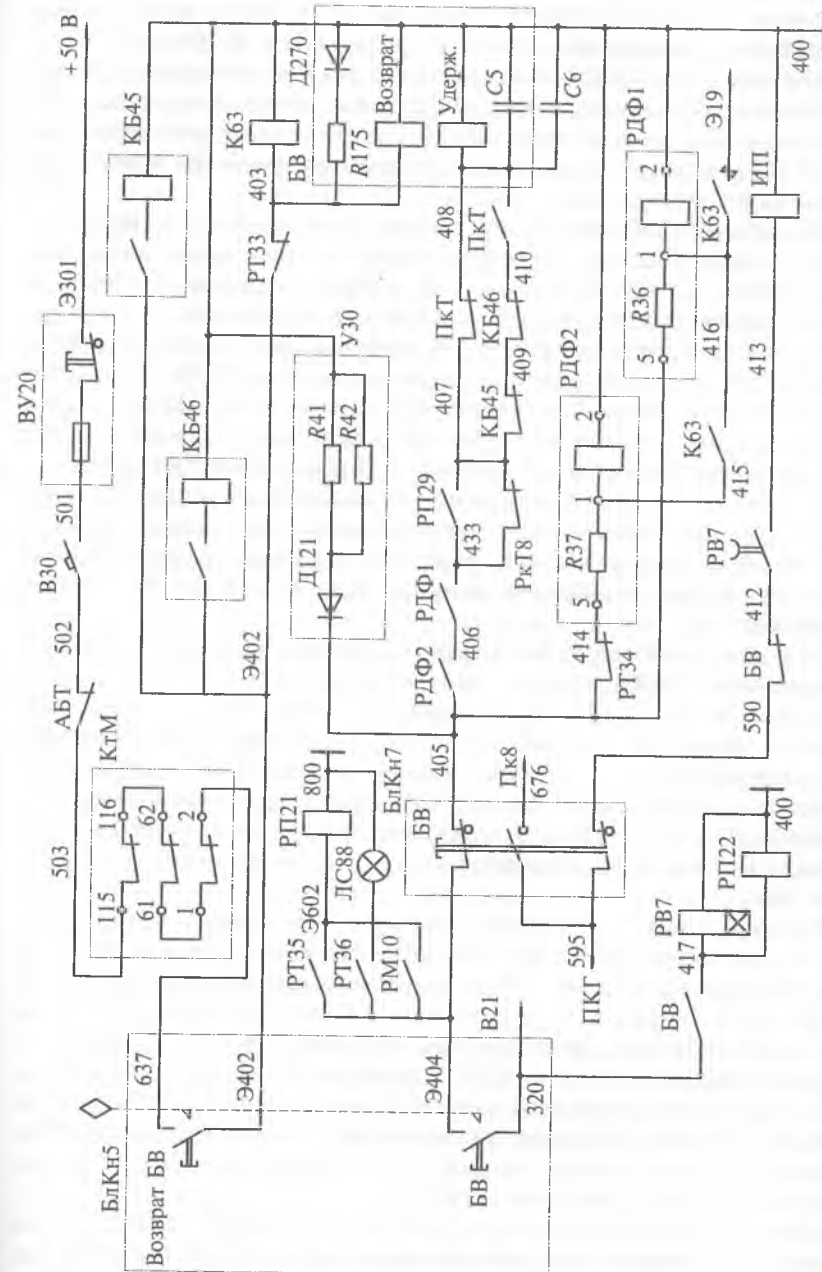 +50 В
Э301
ВУ20
501
В30
502
АБТ
КтМ
503
115
116
61
62
1
2
637
БлКн5
Возврат БВ
Э402
КБ45
КБ46
Э402
Д270
R175
Возврат
Удерж.
С5
С6
К63
403
БВ
РТ33
У30
R41
R42
Д121
408
ПкТ
410
ПкТ
КБ46
407
409
КБ45
РП29
433
РкТ8
РДФ1
406
РДФ2
405
РДФ1
2
1
R36
5
416
К63
Э19
400
ИП
413
К63
415
РДФ2
2
1
R37
5
414
РТ34
РВ7
412
БВ
590
РП21
800
ЛС88
БлКн7
БВ
Пк8
676
Э602
РТ35
РТ36
РМ10
595
ПКГ
Э404
В21
320
БВ
БВ
417
РВ7
РП22
400